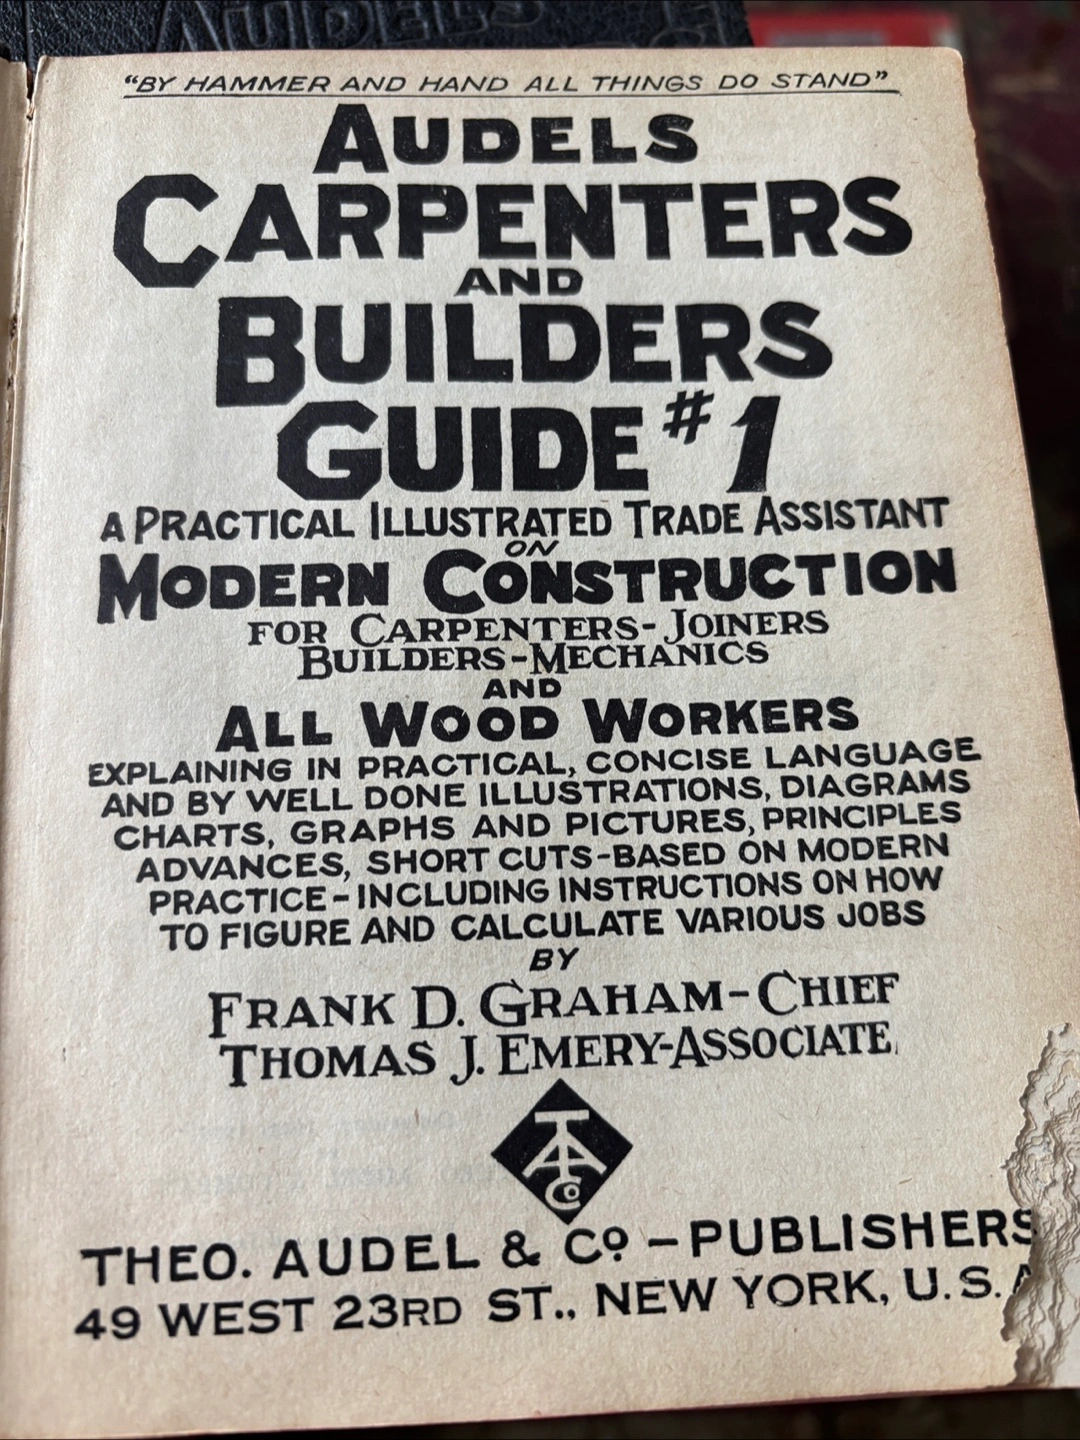 AUDELS
"BY HAMMER AND HAND ALL THINGS DO STAND"
AUDELS
CARPENTERS
AND
BUILDERS
GUIDE #1
A PRACTICAL ILLUSTRATED TRADE ASSISTANT
ON
MODERN CONSTRUCTION
FOR CARPENTERS-JOINERS
BUILDERS-MECHANICS
AND
ALL WOOD WORKERS
EXPLAINING IN PRACTICAL, CONCISE LANGUAGE
AND BY WELL DONE ILLUSTRATIONS, DIAGRAMS
CHARTS, GRAPHS AND PICTURES, PRINCIPLES
ADVANCES, SHORT CUTS-BASED ON MODERN
PRACTICE-INCLUDING INSTRUCTIONS ON HOW
TO FIGURE AND CALCULATE VARIOUS JOBS
BY
FRANK D. GRAHAM-CHIEF
THOMAS J. EMERY-ASSOCIATE
TA
Co
THEO. AUDEL & Co. - PUBLISHERS
49 WEST 23RD ST., NEW YORK, U.S.A